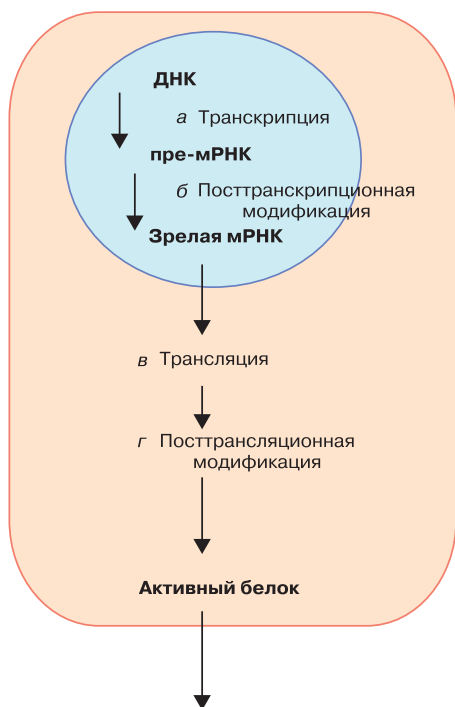 ДНК
а Транскрипция
пре-мРНК
б Посттранскрипционная
модификация
Зрелая мРНК
в Трансляция
г Посттрансляционная
модификация
Активный белок